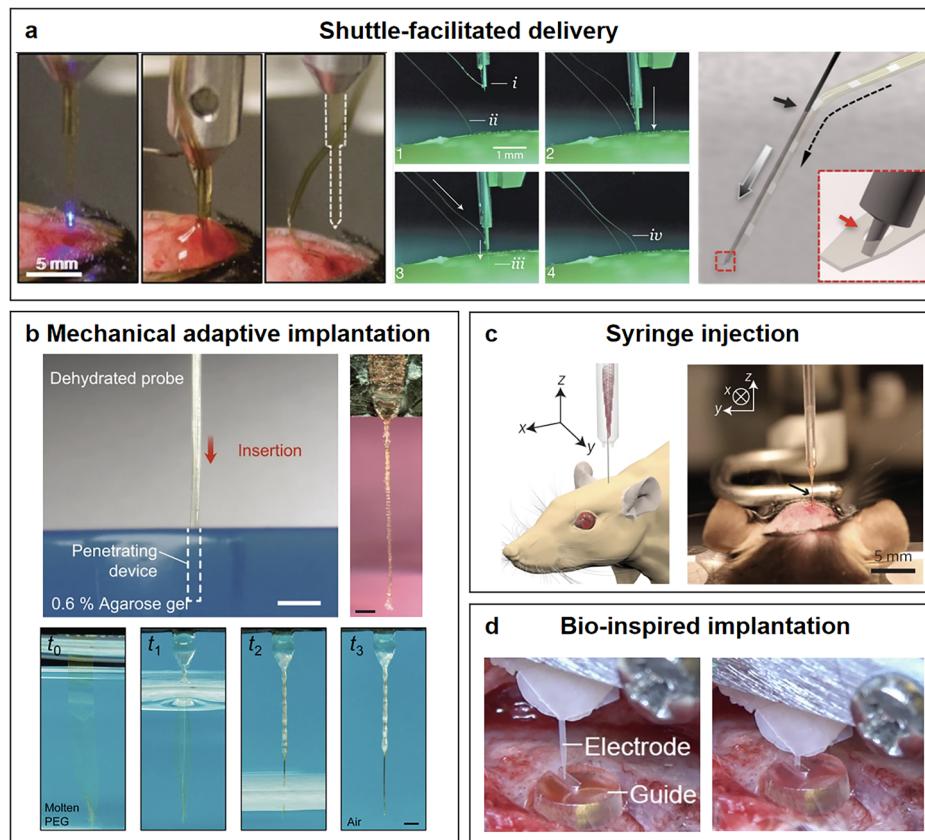 a
Shuttle-facilitated delivery
5 mm
i
ii
1
1 mm
2
3
iii
iv
4
b Mechanical adaptive implantation
Dehydrated probe
Insertion
Penetrating
device
0.6 % Agarose gel
t0
Molten
PEG
t1
t2
t3
Air
c
Syringe injection
z
x
y
z
x
y
5 mm
d
Bio-inspired implantation
Electrode
Guide